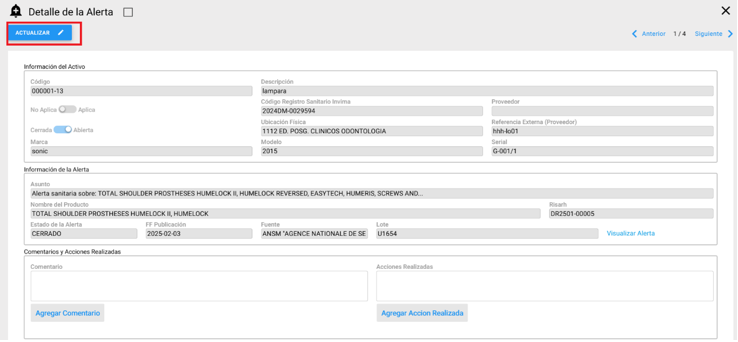 Detalle de la Alerta
ACTUALIZAR
Anterior 1 / 4 Siguiente
Información del Activo
Código Descripción
000001-13 lampara
No Aplica Aplica Código Registro Sanitario Invima Proveedor
2024DM-0029594
Cerrada Abierta Ubicación Física Referencia Externa (Proveedor)
1112 ED. POSG. CLINICOS ODONTOLOGIA hhh-lo01
Marca Modelo Serial
sonic 2015 G-001/1
Información de la Alerta
Asunto
Alerta sanitaria sobre: TOTAL SHOULDER PROSTHESES HUMELOCK II, HUMELOCK REVERSED, EASYTECH, HUMERIS, SCREWS AND...
Nombre del Producto Risarh
TOTAL SHOULDER PROSTHESES HUMELOCK II, HUMELOCK DR2501-00005
Estado de la Alerta FF Publicación Fuente Lote
CERRADO 2025-02-03 ANSM "AGENCE NATIONALE DE SE U1654 Visualizar Alerta
Comentarios y Acciones Realizadas
Comentario Acciones Realizadas
Agregar Comentario Agregar Accion Realizada